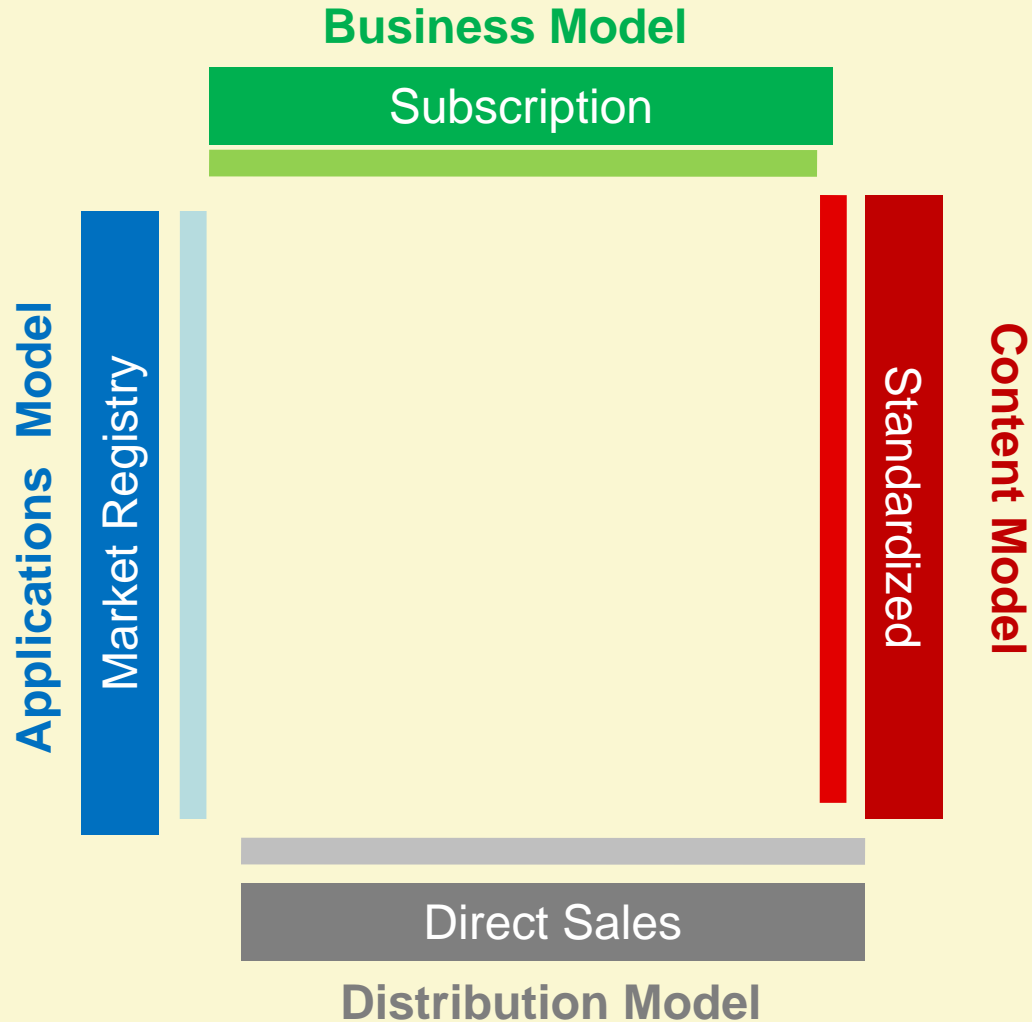 Business Model
Subscription
Applications Model
Market Registry
Standardized
Content Model
Direct Sales
Distribution Model